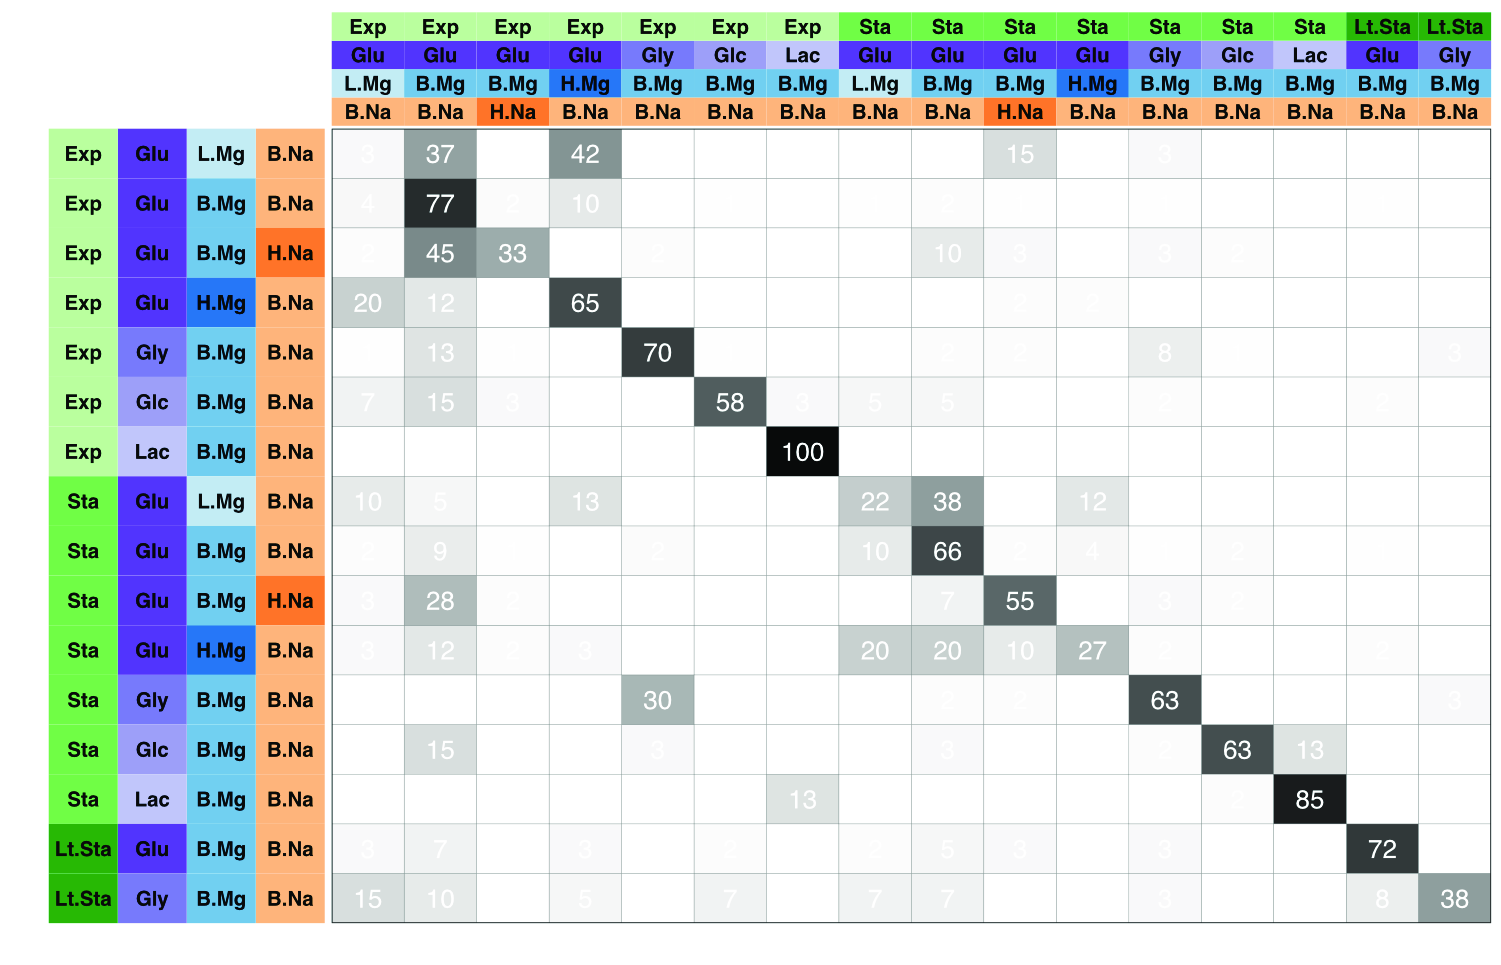 Exp Exp Exp Exp Exp Exp Exp Sta Sta Sta Sta Sta Sta Sta Lt.Sta Lt.Sta
Glu Glu Glu Glu Gly Glc Lac Glu Glu Glu Glu Gly Glc Lac Glu Gly
L.Mg B.Mg B.Mg H.Mg B.Mg B.Mg B.Mg L.Mg B.Mg B.Mg H.Mg B.Mg B.Mg B.Mg B.Mg B.Mg
B.Na B.Na H.Na B.Na B.Na B.Na B.Na B.Na B.Na H.Na B.Na B.Na B.Na B.Na B.Na B.Na
Exp Glu L.Mg B.Na 3 37 42 15 3
Exp Glu B.Mg B.Na 4 77 2 10 2
Exp Glu B.Mg H.Na 2 45 33 2 10 3 3 3
Exp Glu H.Mg B.Na 20 12 65 2 2
Exp Gly B.Mg B.Na 13 70 2 2 8 3
Exp Glc B.Mg B.Na 7 15 3 58 3 5 5 2 2
Exp Lac B.Mg B.Na 100
Sta Glu L.Mg B.Na 10 5 13 22 38 12
Sta Glu B.Mg B.Na 2 9 2 10 66 2 4 2
Sta Glu B.Mg H.Na 3 28 2 7 55 3 2
Sta Glu H.Mg B.Na 3 12 2 3 20 20 10 27 2 2
Sta Gly B.Mg B.Na 30 2 2 63 3
Sta Glc B.Mg B.Na 15 3 3 2 63 13
Sta Lac B.Mg B.Na 13 2 85
Lt.Sta Glu B.Mg B.Na 3 7 3 2 2 5 3 3 72
Lt.Sta Gly B.Mg B.Na 15 10 5 7 7 7 3 8 38